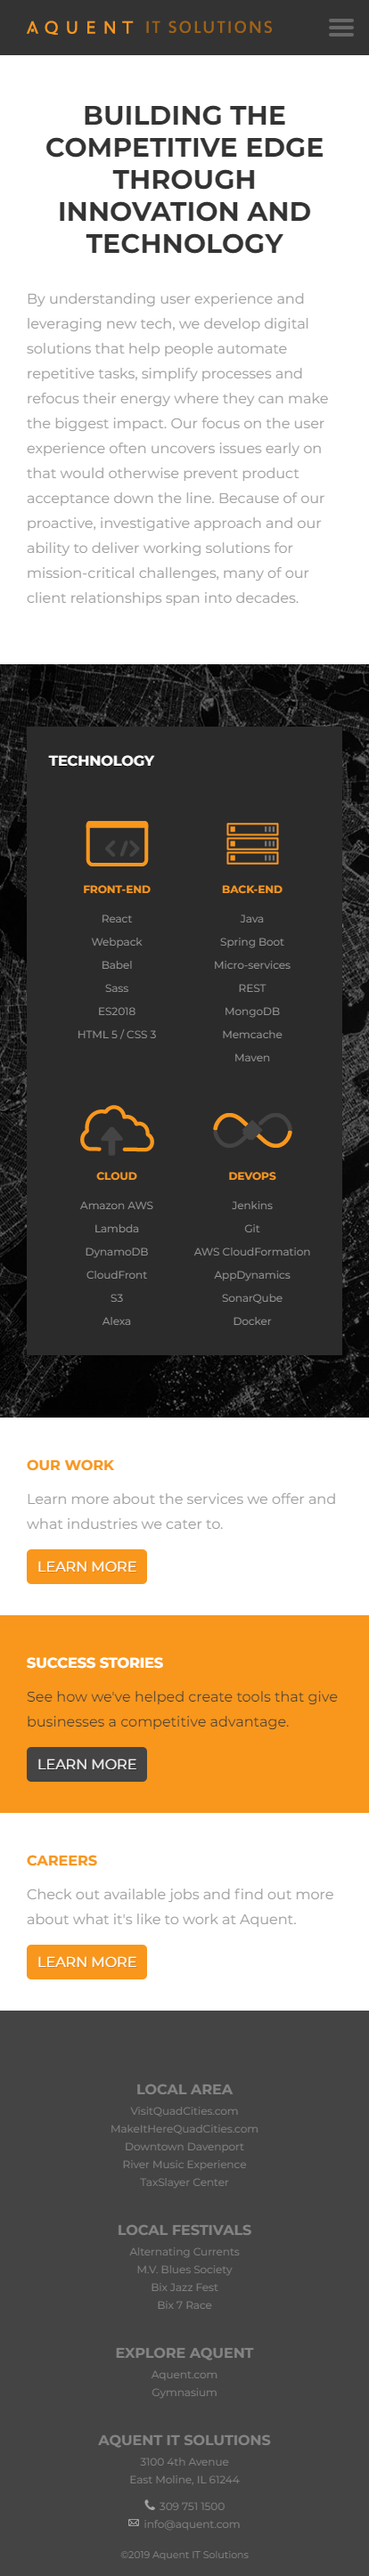 AQUENT IT SOLUTIONS
BUILDING THE
COMPETITIVE EDGE
THROUGH
INNOVATION AND
TECHNOLOGY
By understanding user experience and
leveraging new tech, we develop digital
solutions that help people automate
repetitive tasks, simplify processes and
refocus their energy where they can make
the biggest impact. Our focus on the user
experience often uncovers issues early on
that would otherwise prevent product
acceptance down the line. Because of our
proactive, investigative approach and our
ability to deliver working solutions for
mission-critical challenges, many of our
client relationships span into decades.
TECHNOLOGY
FRONT-END
React
Webpack
Babel
Sass
ES2018
HTML 5 / CSS 3
BACK-END
Java
Spring Boot
Micro-services
REST
MongoDB
Memcache
Maven
CLOUD
Amazon AWS
Lambda
DynamoDB
CloudFront
S3
Alexa
DEVOPS
Jenkins
Git
AWS CloudFormation
AppDynamics
SonarQube
Docker
OUR WORK
Learn more about the services we offer and
what industries we cater to.
LEARN MORE
SUCCESS STORIES
See how we've helped create tools that give
businesses a competitive advantage.
LEARN MORE
CAREERS
Check out available jobs and find out more
about what it's like to work at Aquent.
LEARN MORE
LOCAL AREA
VisitQuadCities.com
MakeItHereQuadCities.com
Downtown Davenport
River Music Experience
TaxSlayer Center
LOCAL FESTIVALS
Alternating Currents
M.V. Blues Society
Bix Jazz Fest
Bix 7 Race
EXPLORE AQUENT
Aquent.com
Gymnasium
AQUENT IT SOLUTIONS
3100 4th Avenue
East Moline, IL 61244
309 751 1500
info@aquent.com
©2019 Aquent IT Solutions